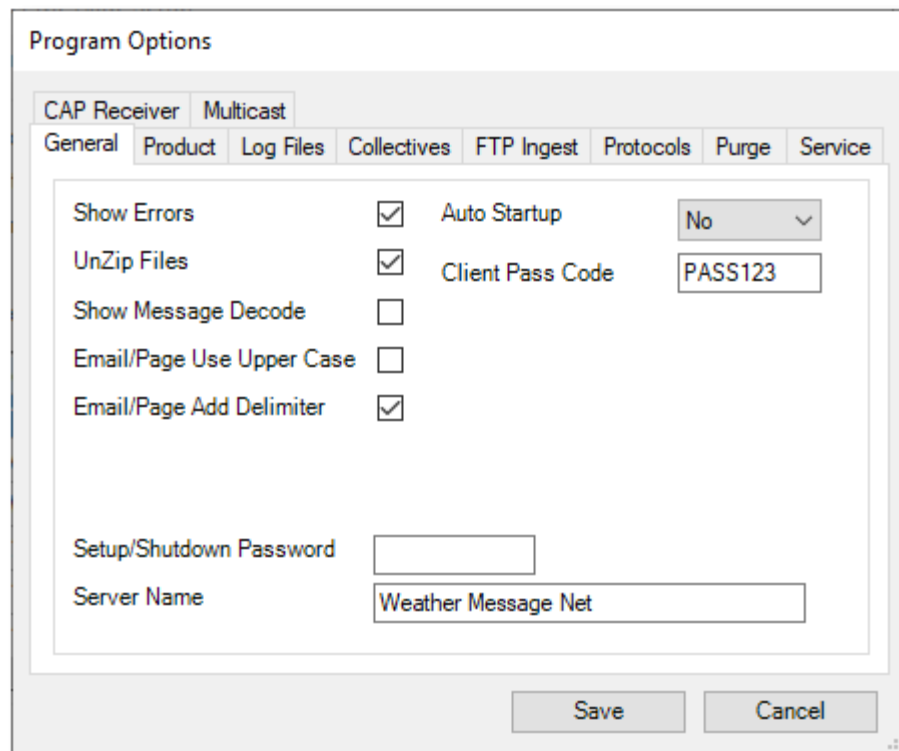 Program Options
CAP Receiver Multicast
General Product Log Files Collectives FTP Ingest Protocols Purge Service
Show Errors Auto Startup No
UnZip Files Client Pass Code PASS123
Show Message Decode
Email/Page Use Upper Case
Email/Page Add Delimiter
Setup/Shutdown Password
Server Name Weather Message Net
Save Cancel